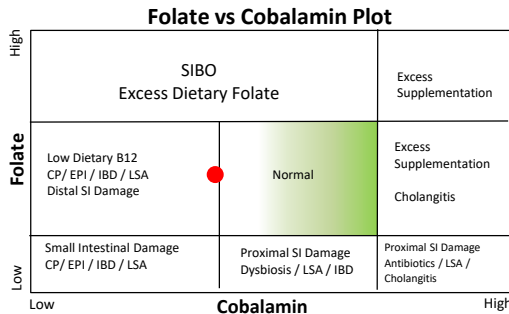 Folate vs Cobalamin Plot
High
Folate
Low
SIBO
Excess Dietary Folate
Excess
Supplementation
Low Dietary B12
CP/ EPI / IBD / LSA
Distal SI Damage
Normal
Excess
Supplementation
Cholangitis
Small Intestinal Damage
CP/ EPI / IBD / LSA
Proximal SI Damage
Dysbiosis / LSA / IBD
Proximal SI Damage
Antibiotics / LSA /
Cholangitis
Low
Cobalamin
High